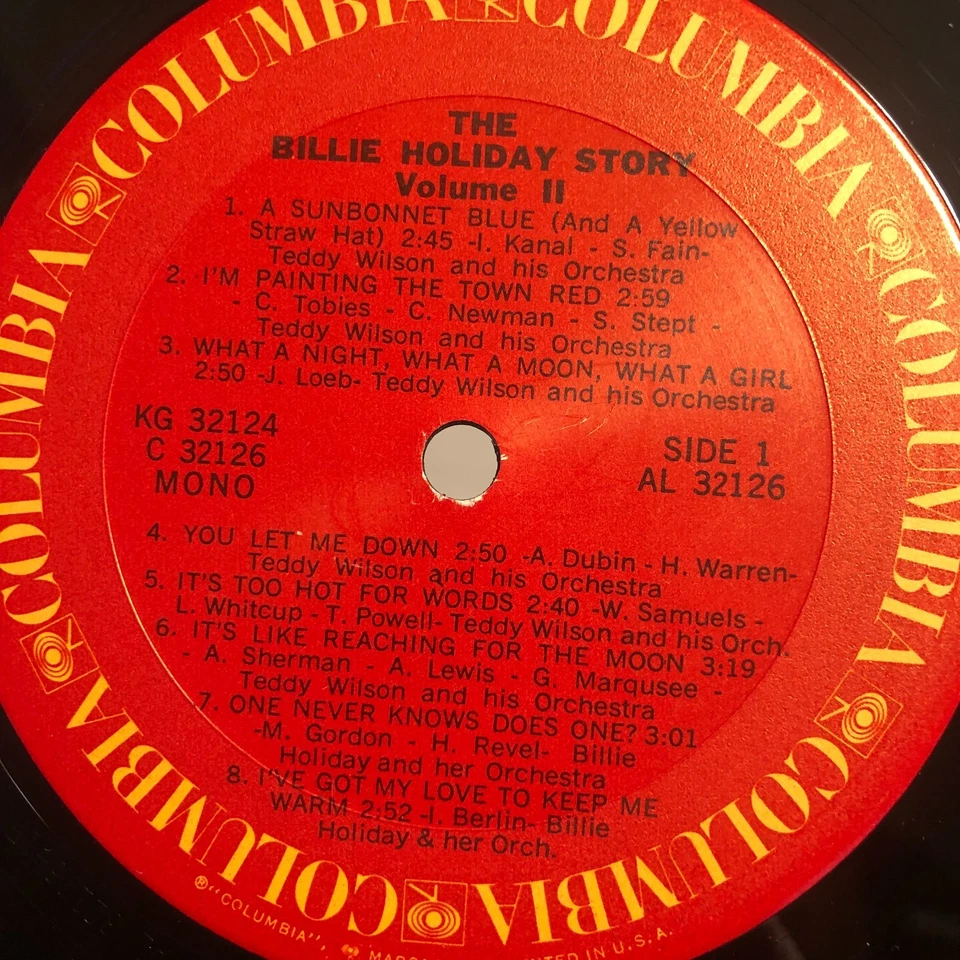 THE
BILLIE HOLIDAY STORY
Volume II
1. A SUNBONNET BLUE (And A Yellow
Straw Hat) 2:45 -I. Kanal - S. Fain-
Teddy Wilson and his Orchestra
2. I'M PAINTING THE TOWN RED 2:59
- C. Tobies - C. Newman - S. Stept -
Teddy Wilson and his Orchestra
3. WHAT A NIGHT, WHAT A MOON, WHAT A GIRL
2:50 -J. Loeb- Teddy Wilson and his Orchestra
KG 32124
C 32126
MONO
SIDE 1
AL 32126
4. YOU LET ME DOWN 2:50 -A. Dubin - H. Warren-
Teddy Wilson and his Orchestra
5. IT'S TOO HOT FOR WORDS 2:40 -W. Samuels -
L. Whitcup - T. Powell- Teddy Wilson and his Orch.
6. IT'S LIKE REACHING FOR THE MOON 3:19
- A. Sherman - A. Lewis - G. Marqusee -
Teddy Wilson and his Orchestra
7. ONE NEVER KNOWS DOES ONE? 3:01
-M. Gordon - H. Revel- Billie
Holiday and her Orchestra
8. I'VE GOT MY LOVE TO KEEP ME
WARM 2:52 -I. Berlin- Billie
Holiday & her Orch.
COLUMBIA
COLUMBIA
COLUMBIA
COLUMBIA
COLUMBIA
COLUMBIA
COLUMBIA
COLUMBIA
COLUMBIA
® "COLUMBIA", IN U.S.A.